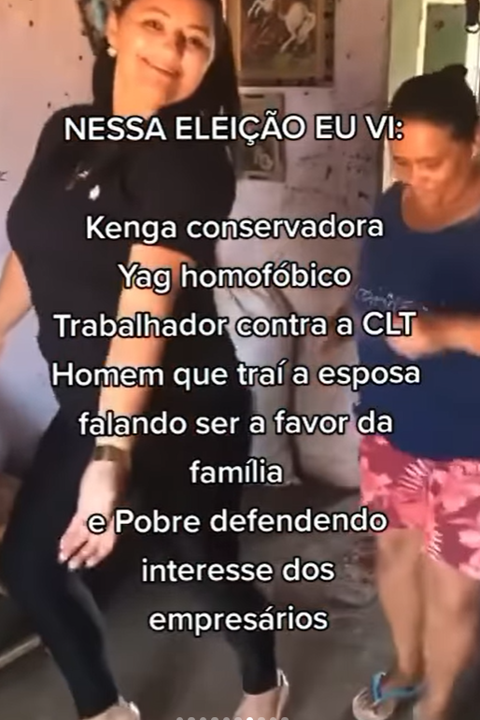 NESSA ELEIÇÃO EU VI:
Kenga conservadora
Yag homofóbico
Trabalhador contra a CLT
Homem que traí a esposa
falando ser a favor da
família
e Pobre defendendo
interesse dos
empresários